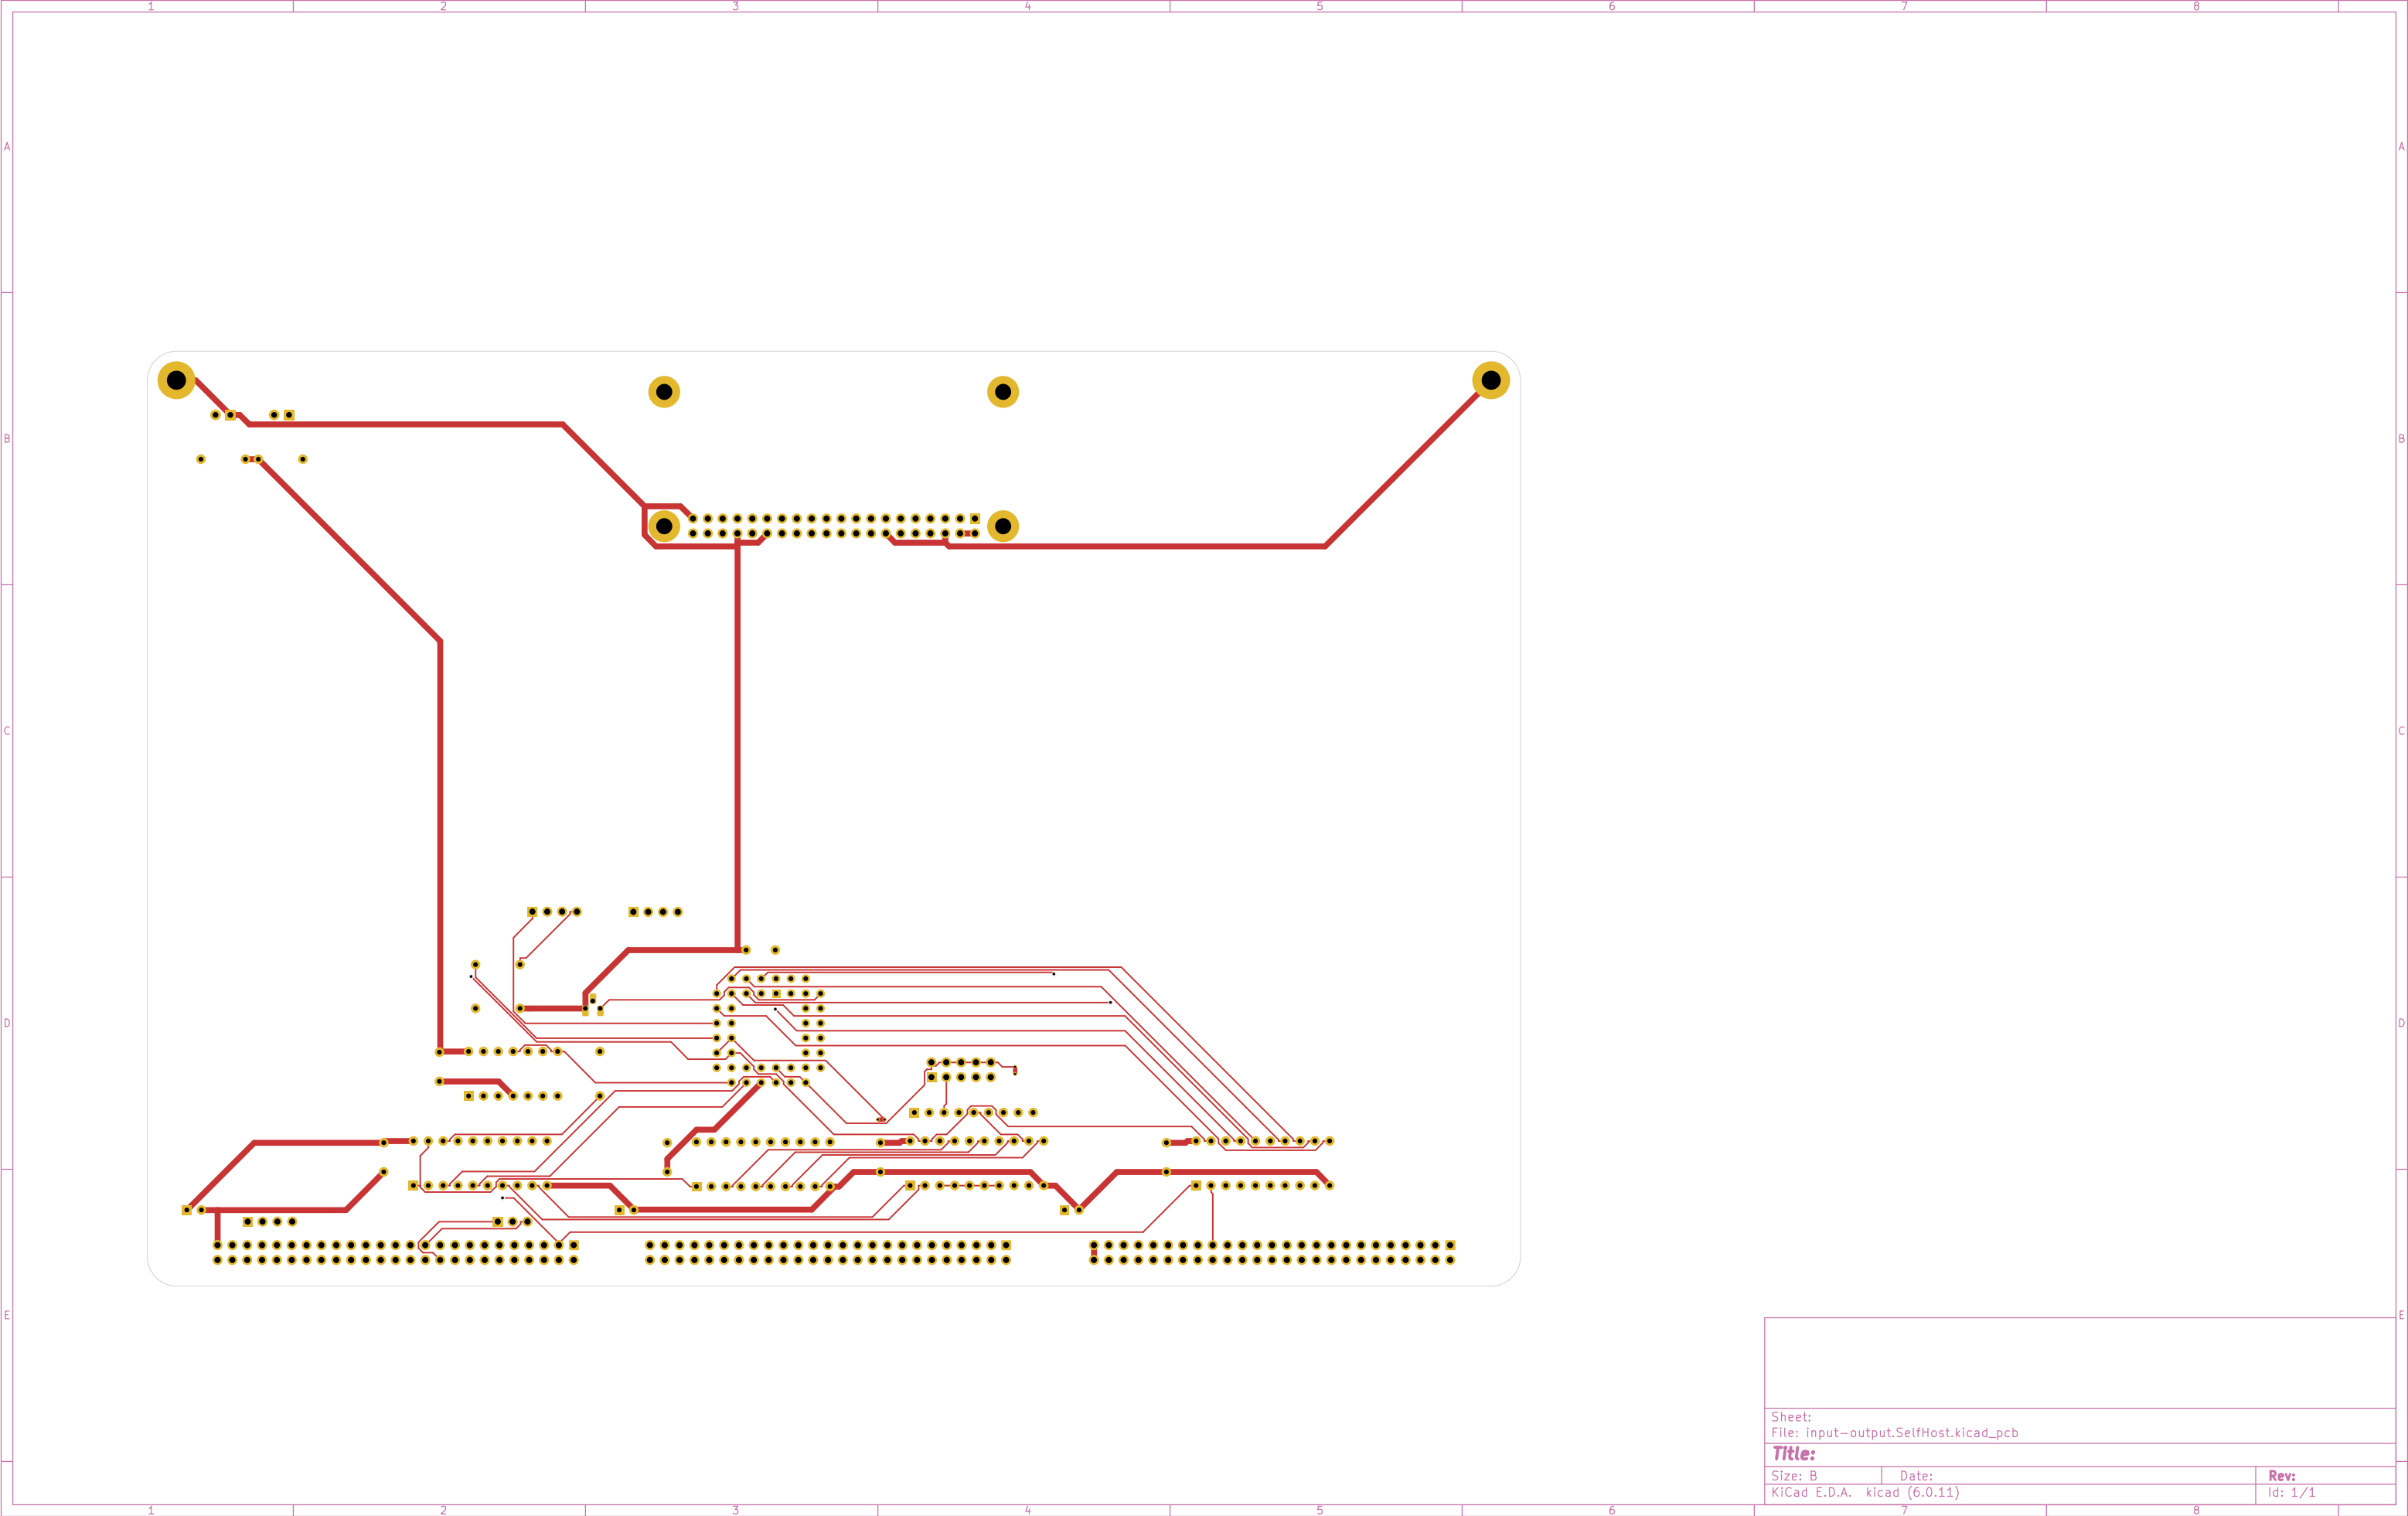 1 2 3 4 5 6 7 8
A A
B B
C C
D D
E E
Sheet:
File: input-output.SelfHost.kicad_pcb
Title:
Size: B Date: Rev:
KiCad E.D.A. kicad (6.0.11) Id: 1/1
1 2 3 4 5 6 7 8